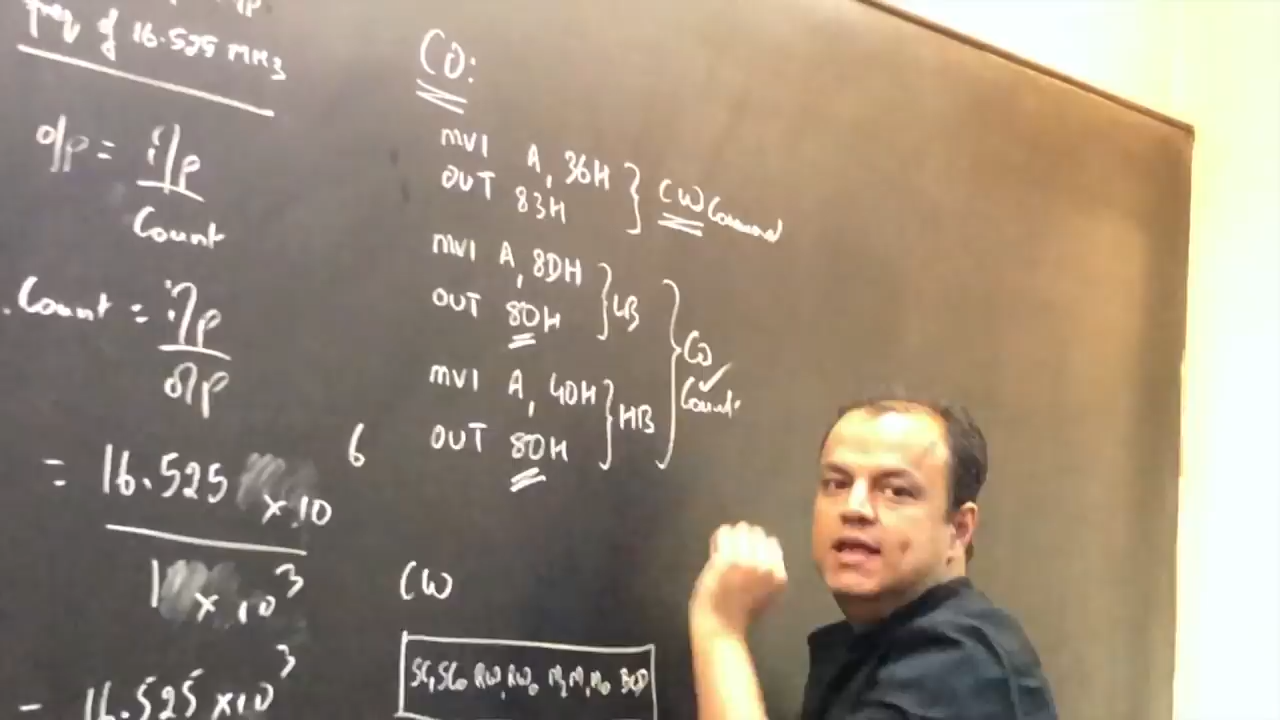 freq of 16.525 MHz
o/p = i/p
Count
Count = i/p
o/p
= 16.525 × 10 6
1 × 10 3
= 16.525 × 10 3
C0:
MVI A, 36H
OUT 83H
CW Command
MVI A, 8DH
OUT 80H
LB
MVI A, 40H
OUT 80H
HB
C0
Count
CW
SC1 SC0 RW1 RW0 M2 M1 M0 BCD